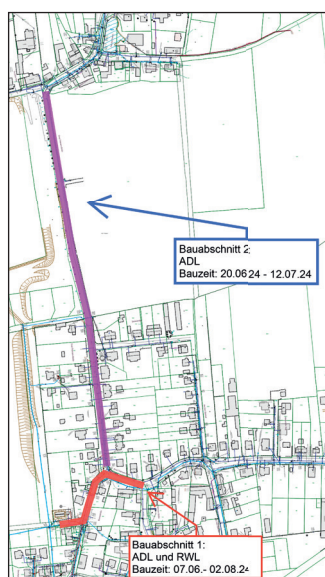 Bauabschnitt 2:
ADL
Bauzeit: 20.06 24 - 12.07.24
Bauabschnitt 1:
ADL und RWL
Bauzeit: 07.06.- 02.08.24